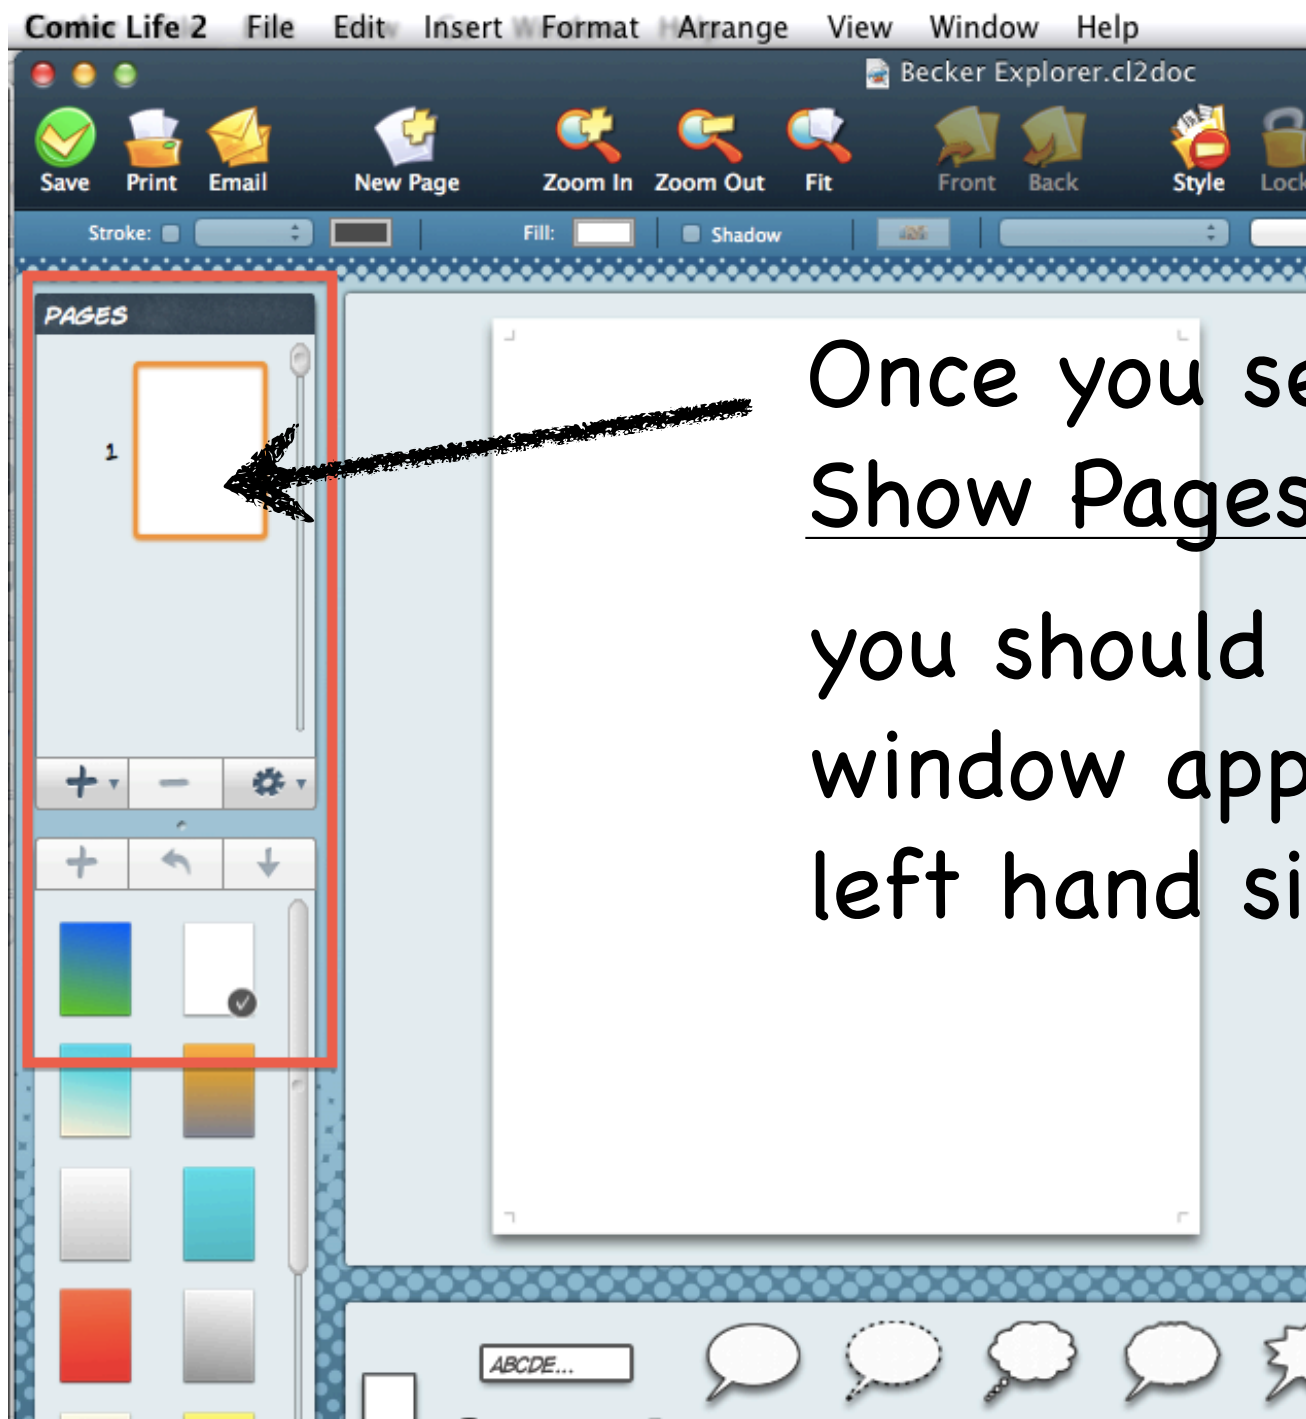 Comic Life 2 File Edit Insert Format Arrange View Window Help
Becker Explorer.cl2doc
Save Print Email New Page Zoom In Zoom Out Fit Front Back Style Lock
Stroke: Fill: Shadow
PAGES
1
Once you se
Show Pages
you should
window app
left hand si
ABCDE...